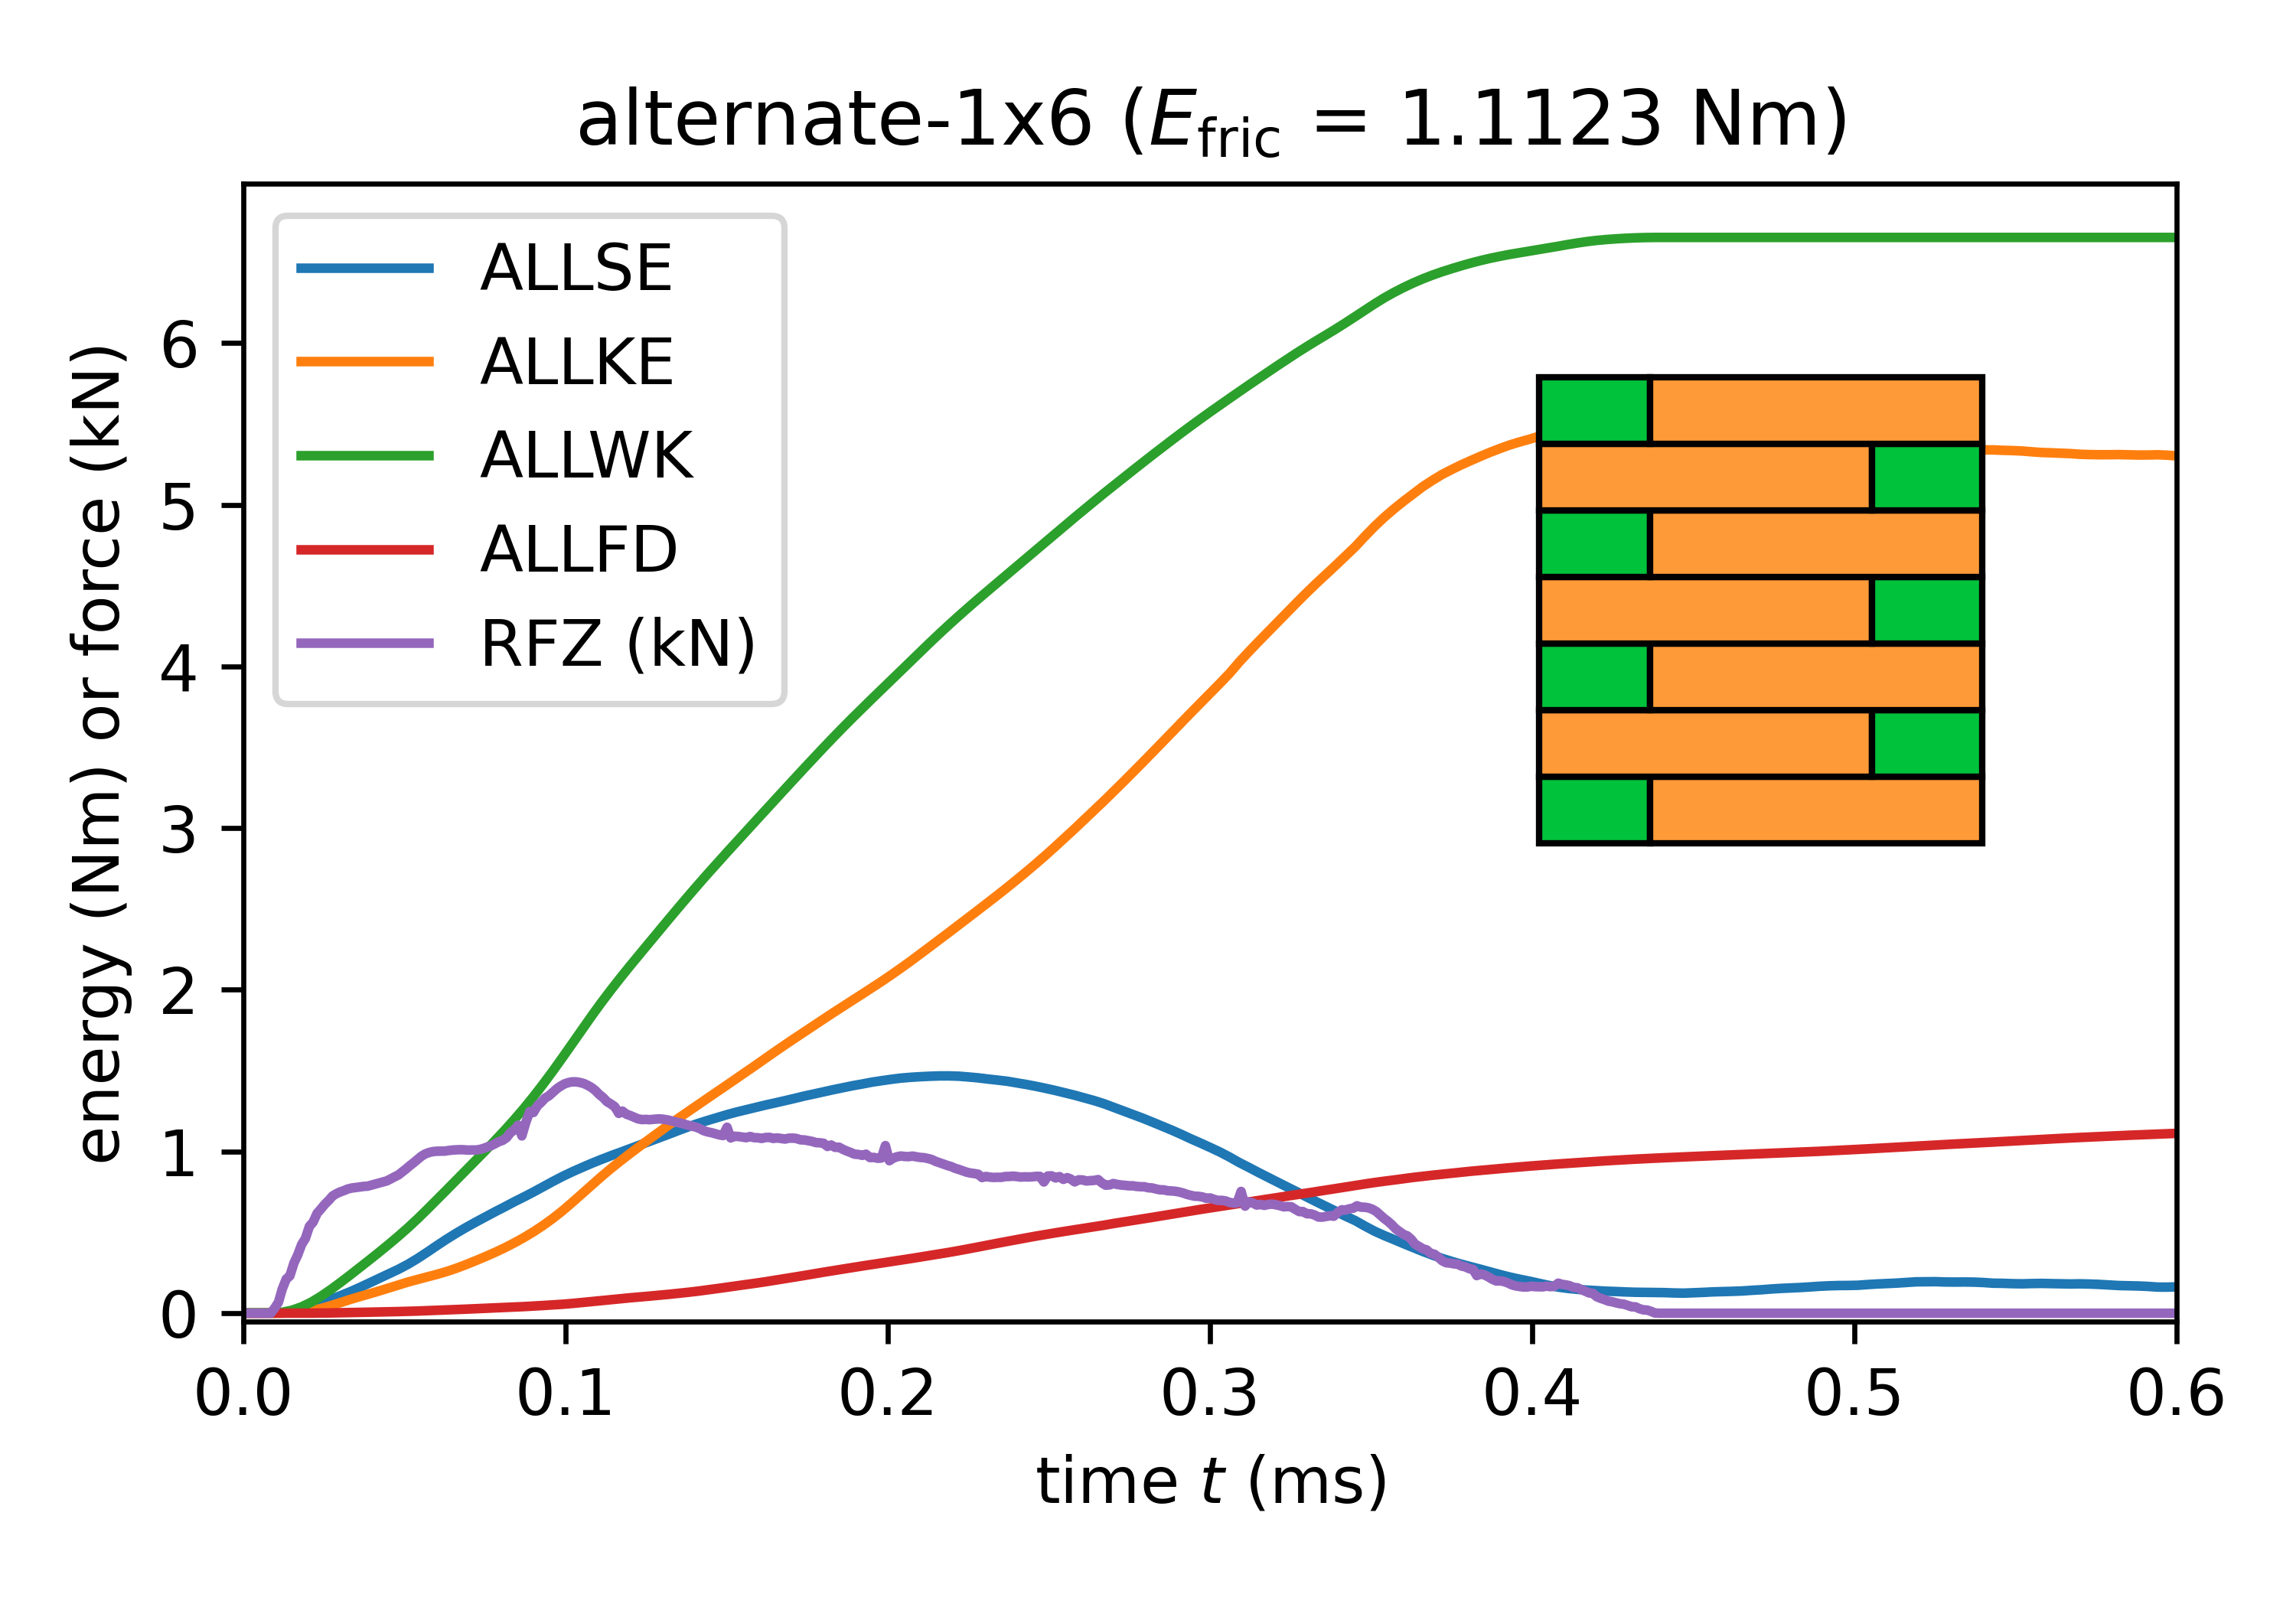 alternate-1x6 (E_fric = 1.1123 Nm)
ALLSE
ALLKE
ALLWK
ALLFD
RFZ (kN)
energy (Nm) or force (kN)
6
5
4
3
2
1
0
0.0 0.1 0.2 0.3 0.4 0.5 0.6
time t (ms)